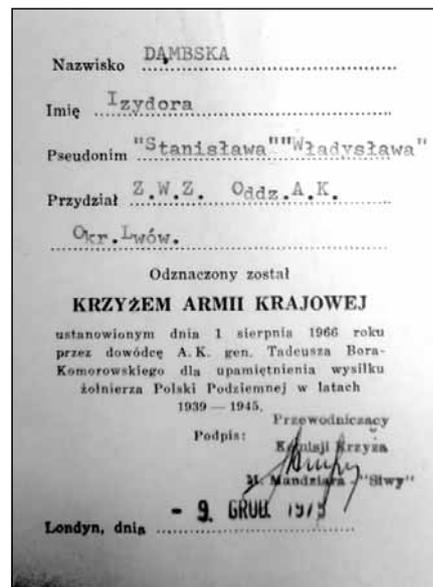 Nazwisko DĄMBSKA
Imię Izydora
Pseudonim "Stanisława""Władysława"
Przydział Z.W.Z. Oddz.A.K.
Okr.Lwów.
Odznaczony został
KRZYŻEM ARMII KRAJOWEJ
ustanowionym dnia 1 sierpnia 1966 roku
przez dowódcę A. K. gen. Tadeusza Bora-
Komorowskiego dla upamiętnienia wysiłku
żołnierza Polski Podziemnej w latach
1939 — 1945.
Przewodniczący
Podpis: Komisji Krzyża
M. Mandziara - "Siwy"
Londyn, dnia - 9. GRUD.